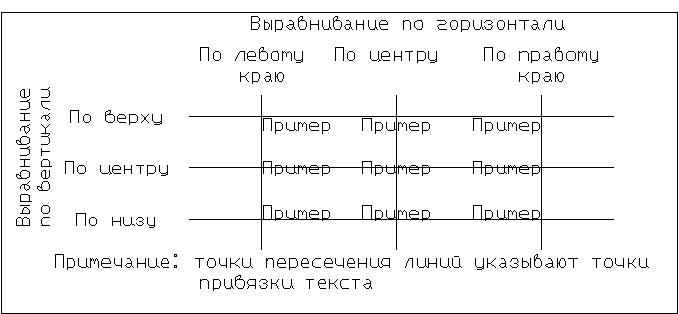 Выравнивание по горизонтали
По левому По центру По правому
краю краю
Выравнивание
по вертикали
По верху
Пример Пример Пример
По центру Пример Пример Пример
По низу Пример Пример Пример
Примечание: точки пересечения линий указывают точки
привязки текста